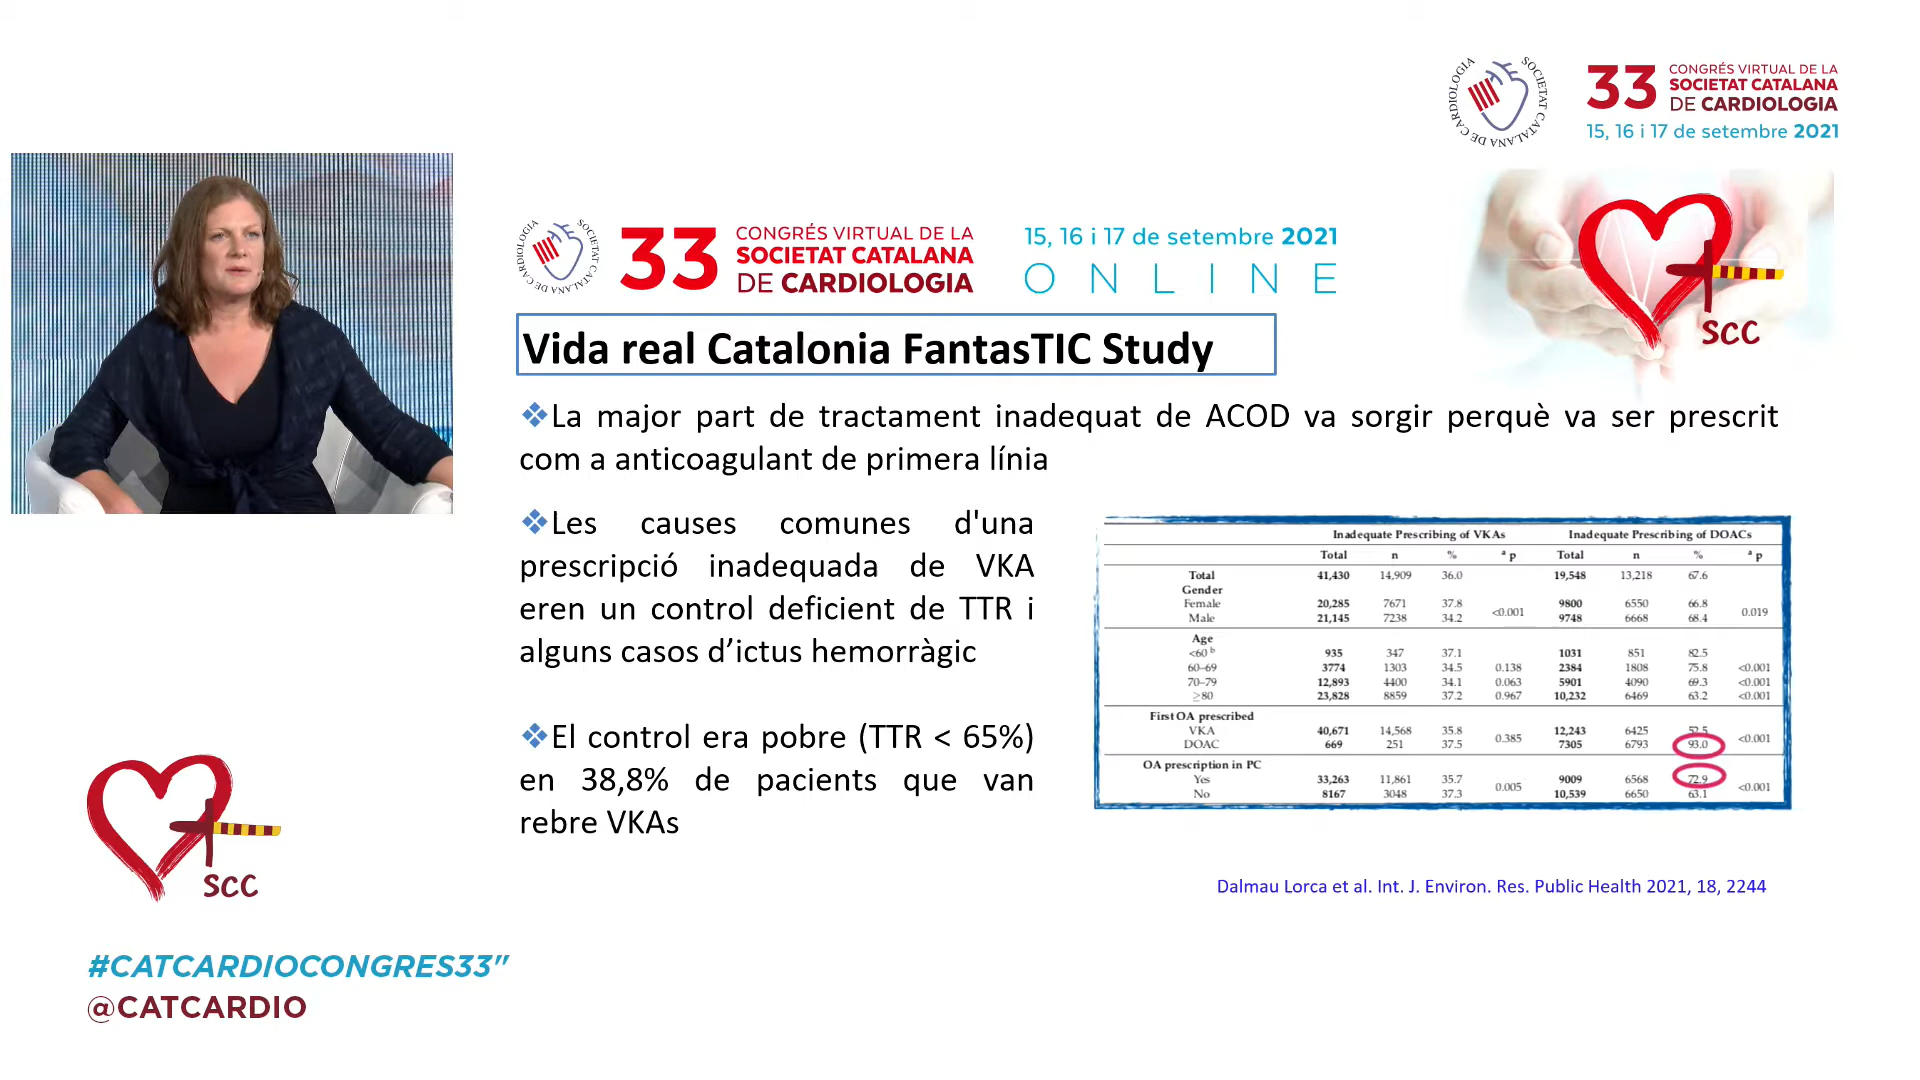 SOCIETAT CATALANA DE CARDIOLOGIA
33 CONGRÉS VIRTUAL DE LA
SOCIETAT CATALANA
DE CARDIOLOGIA
15, 16 i 17 de setembre 2021
SOCIETAT CATALANA DE CARDIOLOGIA
33 CONGRÉS VIRTUAL DE LA
SOCIETAT CATALANA
DE CARDIOLOGIA
15, 16 i 17 de setembre 2021
ONLINE
SCC
Vida real Catalonia FantasTIC Study
❖La major part de tractament inadequat de ACOD va sorgir perquè va ser prescrit
com a anticoagulant de primera línia
❖Les causes comunes d'una
prescripció inadequada de VKA
eren un control deficient de TTR i
alguns casos d’ictus hemorràgic
❖El control era pobre (TTR < 65%)
en 38,8% de pacients que van
rebre VKAs
Inadequate Prescribing of VKAs Inadequate Prescribing of DOACs
Total n % a p Total n % a p
Total 41,430 14,909 36.0 19,548 13,218 67.6
Gender
Female 20,285 7671 37.8 <0.001 9800 6550 66.8 0.019
Male 21,145 7238 34.2 9748 6668 68.4
Age
<60 b 935 347 37.1 1031 851 82.5
60–69 3774 1303 34.5 0.138 2384 1808 75.8 <0.001
70–79 12,893 4400 34.1 0.063 5901 4090 69.3 <0.001
≥80 23,828 8859 37.2 0.967 10,232 6469 63.2 <0.001
First OA prescribed
VKA 40,671 14,568 35.8 0.385 12,243 6425 52.5 <0.001
DOAC 669 251 37.5 7305 6793 93.0
OA prescription in PC
Yes 33,263 11,861 35.7 0.005 9009 6568 72.9 <0.001
No 8167 3048 37.3 10,539 6650 63.1
Dalmau Lorca et al. Int. J. Environ. Res. Public Health 2021, 18, 2244
SCC
#CATCARDIOCONGRES33"
@CATCARDIO